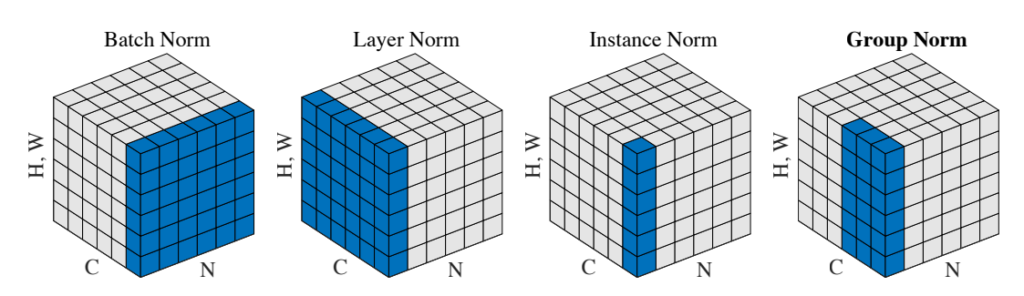 Batch Norm
H, W
C
N
Layer Norm
H, W
C
N
Instance Norm
H, W
C
N
Group Norm
H, W
C
N